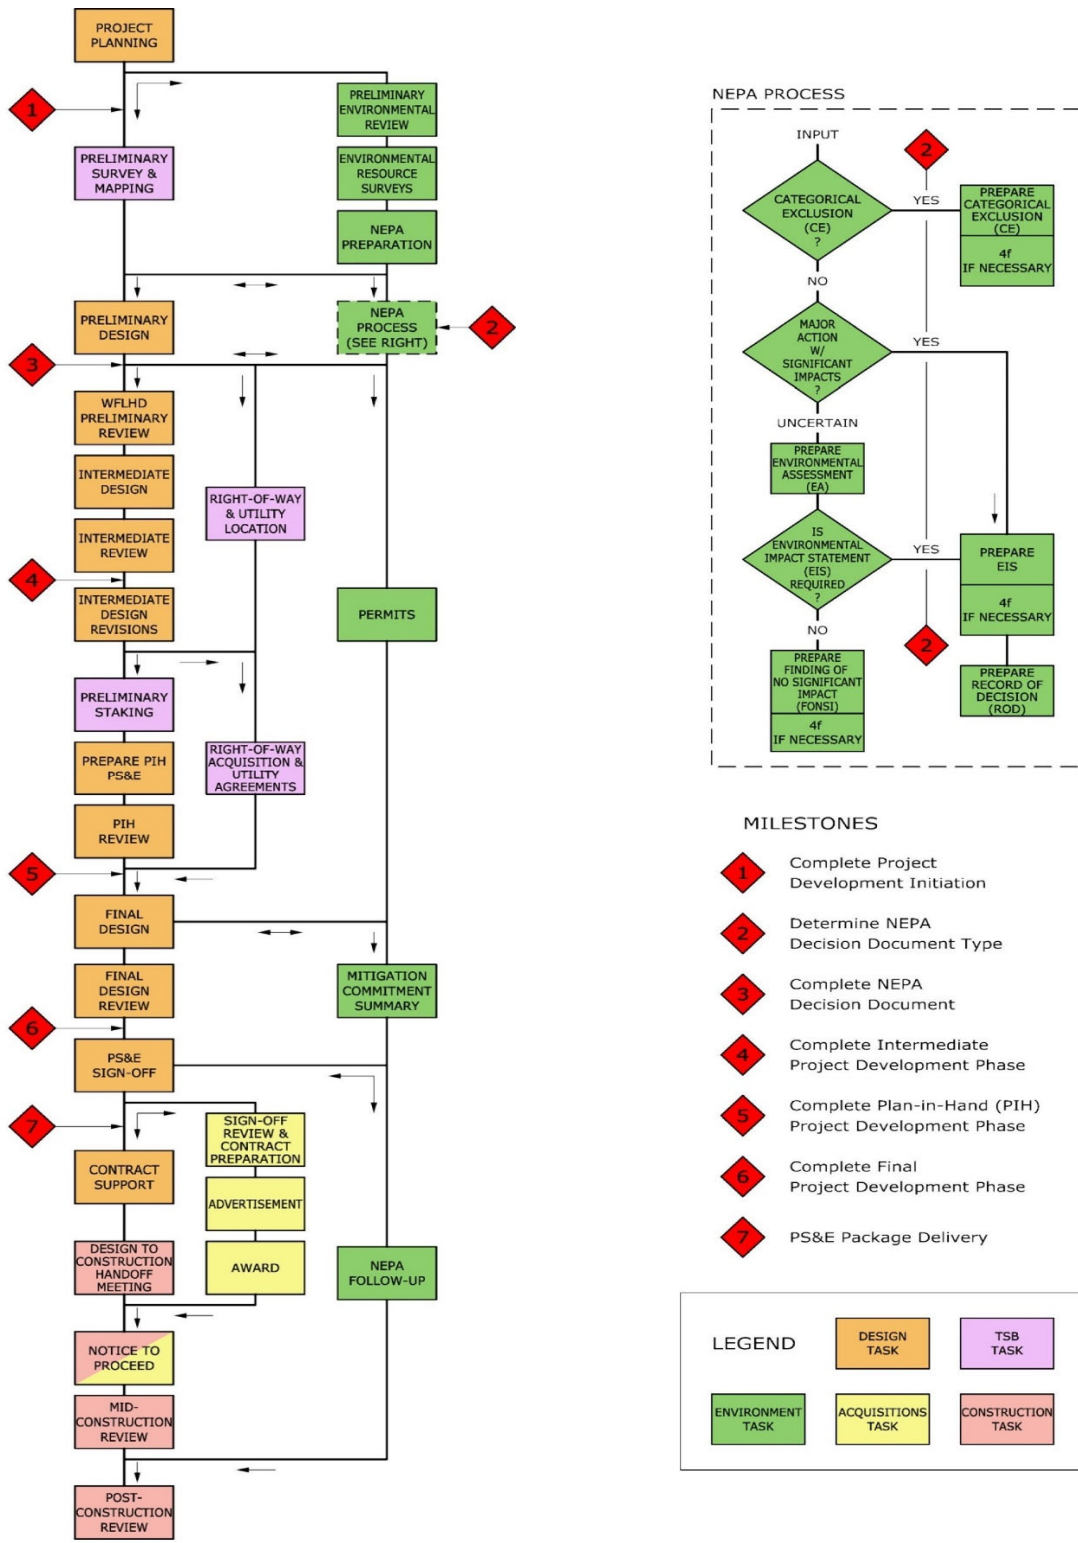 PROJECT
PLANNING
1
PRELIMINARY
ENVIRONMENTAL
REVIEW
PRELIMINARY
SURVEY &
MAPPING
ENVIRONMENTAL
RESOURCE
SURVEYS
NEPA
PREPARATION
PRELIMINARY
DESIGN
NEPA
PROCESS
(SEE RIGHT)
2
3
WFLHD
PRELIMINARY
REVIEW
INTERMEDIATE
DESIGN
RIGHT-OF-WAY
& UTILITY
LOCATION
INTERMEDIATE
REVIEW
4
INTERMEDIATE
DESIGN
REVISIONS
PERMITS
PRELIMINARY
STAKING
PREPARE PIH
PS&E
RIGHT-OF-WAY
ACQUISITION &
UTILITY
AGREEMENTS
PIH
REVIEW
5
FINAL
DESIGN
FINAL
DESIGN
REVIEW
MITIGATION
COMMITMENT
SUMMARY
6
PS&E
SIGN-OFF
7
SIGN-OFF
REVIEW &
CONTRACT
PREPARATION
CONTRACT
SUPPORT
ADVERTISEMENT
DESIGN TO
CONSTRUCTION
HANDOFF
MEETING
AWARD
NEPA
FOLLOW-UP
NOTICE TO
PROCEED
MID-
CONSTRUCTION
REVIEW
POST-
CONSTRUCTION
REVIEW
NEPA PROCESS
INPUT
2
CATEGORICAL
EXCLUSION
(CE)
?
YES
PREPARE
CATEGORICAL
EXCLUSION
(CE)
4f
IF NECESSARY
NO
MAJOR
ACTION
W/
SIGNIFICANT
IMPACTS
?
YES
UNCERTAIN
PREPARE
ENVIRONMENTAL
ASSESSMENT
(EA)
IS
ENVIRONMENTAL
IMPACT STATEMENT
(EIS)
REQUIRED
?
YES
PREPARE
EIS
4f
IF NECESSARY
NO
2
PREPARE
FINDING OF
NO SIGNIFICANT
IMPACT
(FONSI)
4f
IF NECESSARY
PREPARE
RECORD OF
DECISION
(ROD)
MILESTONES
1
Complete Project
Development Initiation
2
Determine NEPA
Decision Document Type
3
Complete NEPA
Decision Document
4
Complete Intermediate
Project Development Phase
5
Complete Plan-in-Hand (PIH)
Project Development Phase
6
Complete Final
Project Development Phase
7
PS&E Package Delivery
LEGEND
DESIGN
TASK
TSB
TASK
ENVIRONMENT
TASK
ACQUISITIONS
TASK
CONSTRUCTION
TASK